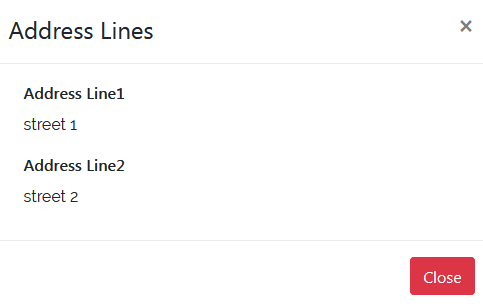 Address Lines
×
Address Line1
street 1
Address Line2
street 2
Close